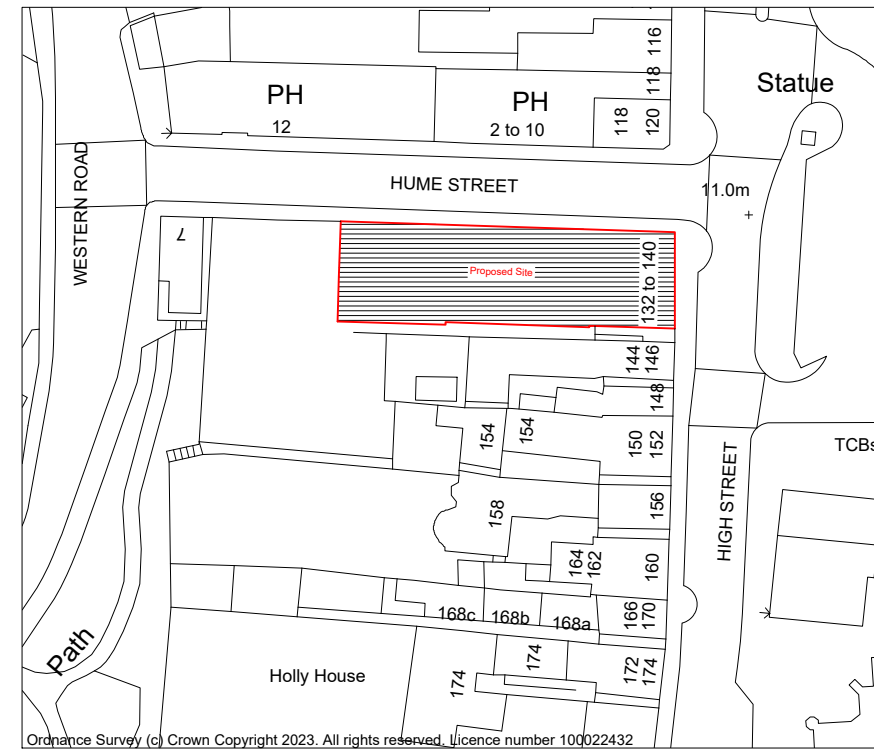 116
118
Statue
PH
PH
12
2 to 10
118
120
WESTERN ROAD
HUME STREET
11.0m
7
Proposed Site
132 to 140
144
146
148
154
154
150
152
TCBs
HIGH STREET
158
156
164
162
160
168c
168b
168a
166
170
Path
Holly House
174
174
172
174
Ordnance Survey (c) Crown Copyright 2023. All rights reserved. Licence number 100022432